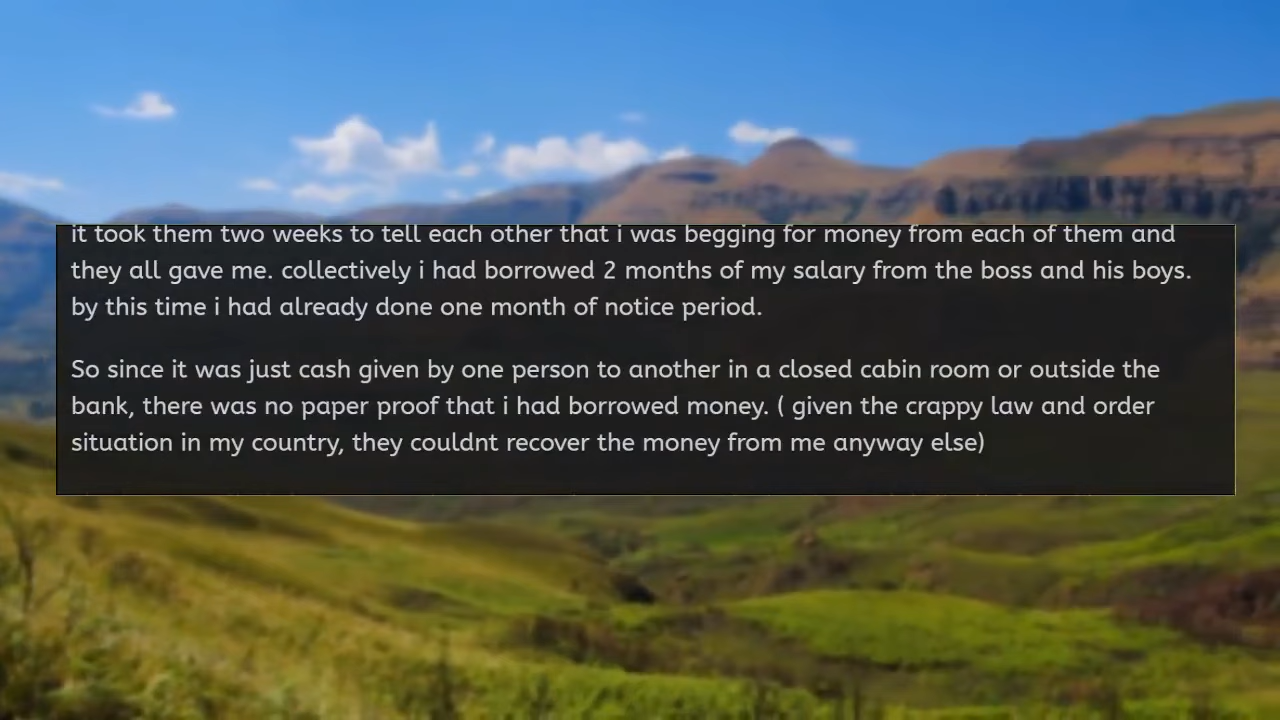 it took them two weeks to tell each other that i was begging for money from each of them and
they all gave me. collectively i had borrowed 2 months of my salary from the boss and his boys.
by this time i had already done one month of notice period.
So since it was just cash given by one person to another in a closed cabin room or outside the
bank, there was no paper proof that i had borrowed money. ( given the crappy law and order
situation in my country, they couldnt recover the money from me anyway else)